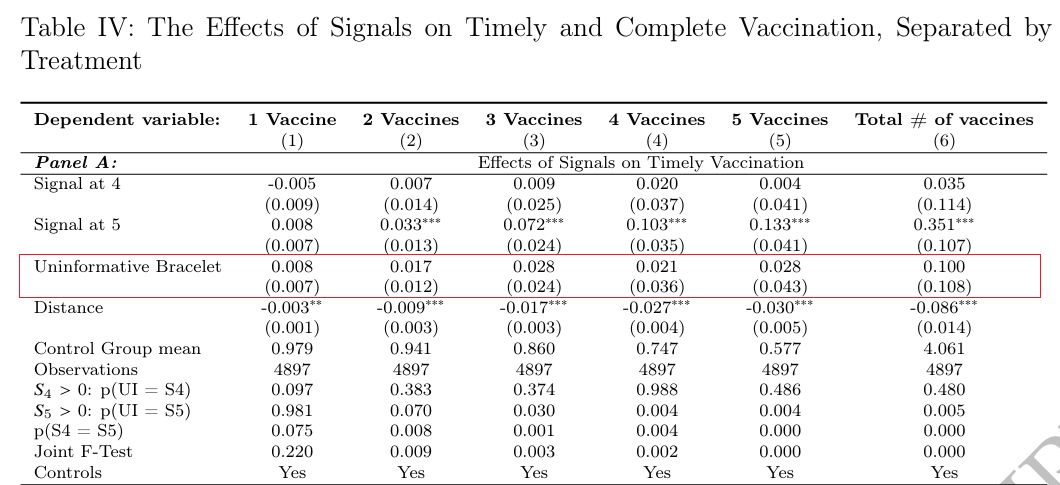 Table IV: The Effects of Signals on Timely and Complete Vaccination, Separated by
Treatment
Dependent variable: 1 Vaccine 2 Vaccines 3 Vaccines 4 Vaccines 5 Vaccines Total # of vaccines
(1) (2) (3) (4) (5) (6)
Panel A: Effects of Signals on Timely Vaccination
Signal at 4 -0.005 0.007 0.009 0.020 0.004 0.035
(0.009) (0.014) (0.025) (0.037) (0.041) (0.114)
Signal at 5 0.008 0.033*** 0.072*** 0.103*** 0.133*** 0.351***
(0.007) (0.013) (0.024) (0.035) (0.041) (0.107)
Uninformative Bracelet 0.008 0.017 0.028 0.021 0.028 0.100
(0.007) (0.012) (0.024) (0.036) (0.043) (0.108)
Distance -0.003** -0.009*** -0.017*** -0.027*** -0.030*** -0.086***
(0.001) (0.003) (0.003) (0.004) (0.005) (0.014)
Control Group mean 0.979 0.941 0.860 0.747 0.577 4.061
Observations 4897 4897 4897 4897 4897 4897
S₄ > 0: p(UI = S4) 0.097 0.383 0.374 0.988 0.486 0.480
S₅ > 0: p(UI = S5) 0.981 0.070 0.030 0.004 0.004 0.005
p(S4 = S5) 0.075 0.008 0.001 0.004 0.000 0.000
Joint F-Test 0.220 0.009 0.003 0.002 0.000 0.000
Controls Yes Yes Yes Yes Yes Yes